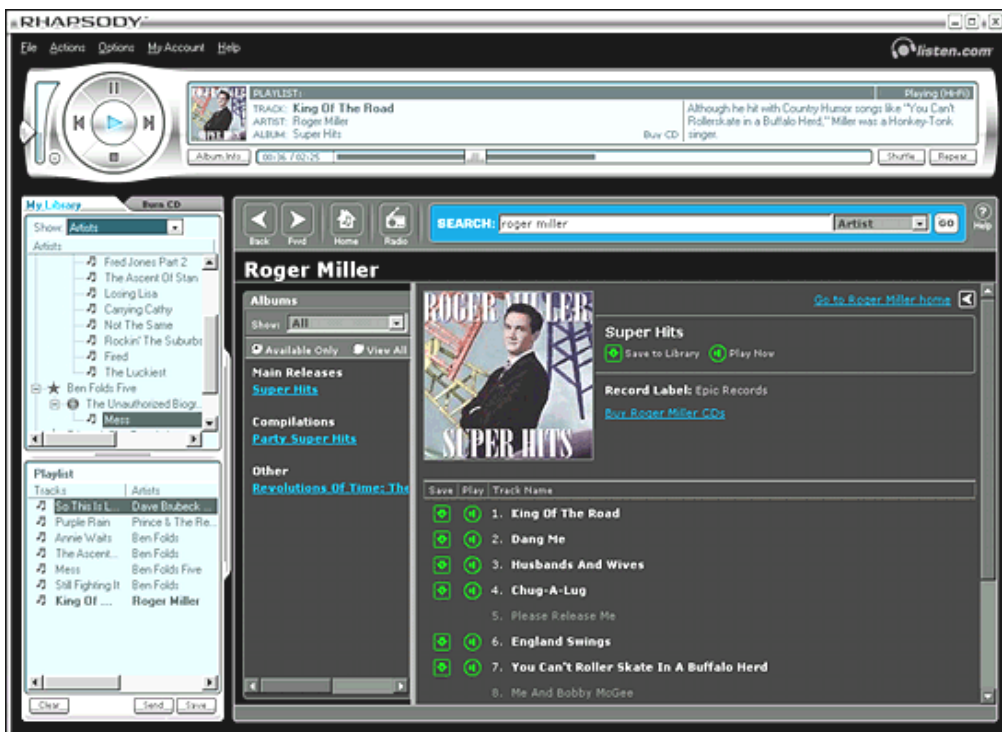 RHAPSODY
File Actions Options My Account Help
listen.com
PLAYLIST:
Playing (Hi-Fi)
TRACK: King Of The Road
ARTIST: Roger Miller
ALBUM: Super Hits
Buy CD
Although he hit with Country Humor songs like "You Can't
Rollerskate in a Buffalo Herd," Miller was a Honkey-Tonk
singer.
Album Info
00:36 / 02:25
Shuffle
Repeat
My Library
Burn CD
Show: Artists
Artists
Fred Jones Part 2
The Ascent Of Stan
Losing Lisa
Carrying Cathy
Not The Same
Rockin' The Suburbs
Fired
The Luckiest
Ben Folds Five
The Unauthorized Biogr...
Mess
Playlist
Tracks Artists
So This Is L... Dave Brubeck ...
Purple Rain Prince & The Re...
Annie Waits Ben Folds
The Ascent... Ben Folds
Mess Ben Folds Five
Still Fighting It Ben Folds
King Of ... Roger Miller
Clear
Send
Save
Back
Fwd
Home
Radio
SEARCH: roger miller
Artist
GO
Help
Roger Miller
Albums
Show: All
Available Only View All
Main Releases
Super Hits
Compilations
Party Super Hits
Other
Revolutions Of Time: The
ROGER MILLER
SUPER HITS
Go to Roger Miller home
Super Hits
Save to Library Play Now
Record Label: Epic Records
Buy Roger Miller CDs
Save Play Track Name
1. King Of The Road
2. Dang Me
3. Husbands And Wives
4. Chug-A-Lug
5. Please Release Me
6. England Swings
7. You Can't Roller Skate In A Buffalo Herd
8. Me And Bobby McGee